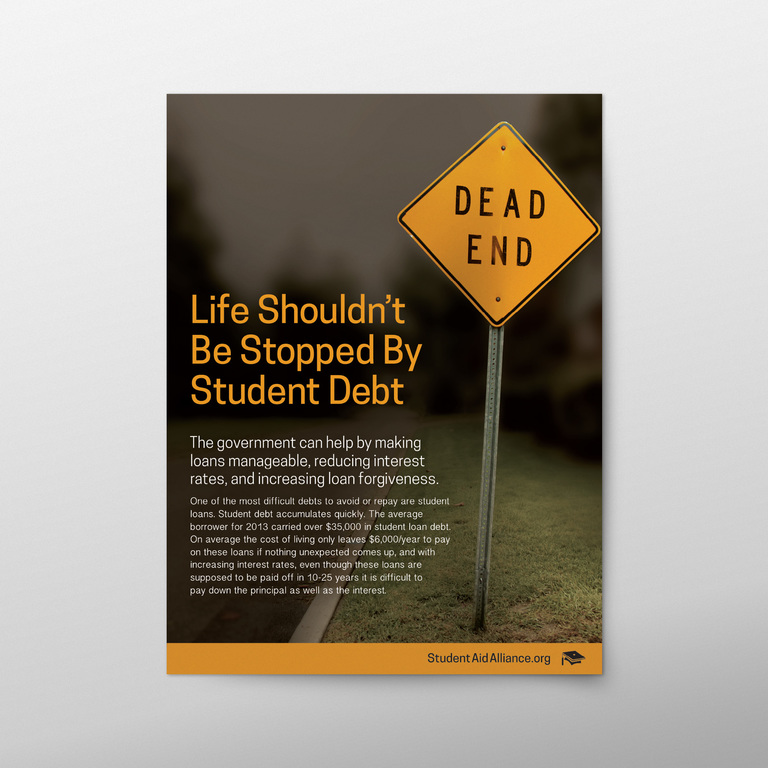 DEAD
END
Life Shouldn't
Be Stopped By
Student Debt
The government can help by making
loans manageable, reducing interest
rates, and increasing loan forgiveness.
One of the most difficult debts to avoid or repay are student
loans. Student debt accumulates quickly. The average
borrower for 2013 carried over $35,000 in student loan debt.
On average the cost of living only leaves $6,000/year to pay
on these loans if nothing unexpected comes up, and with
increasing interest rates, even though these loans are
supposed to be paid off in 10-25 years it is difficult to
pay down the principal as well as the interest.
StudentAidAlliance.org